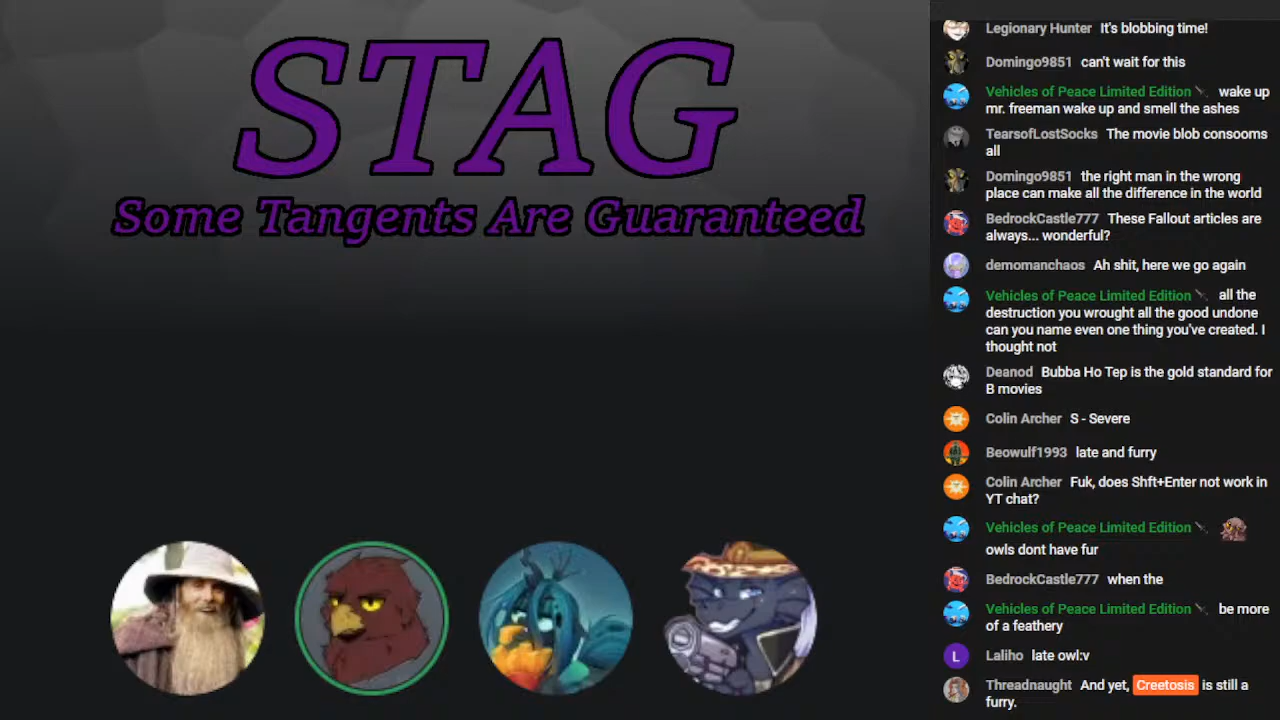 STAG
Some Tangents Are Guaranteed
Legionary Hunter It's blobbing time!
Domingo9851 can't wait for this
Vehicles of Peace Limited Edition wake up
mr. freeman wake up and smell the ashes
TearsofLostSocks The movie blob consooms
all
Domingo9851 the right man in the wrong
place can make all the difference in the world
BedrockCastle777 These Fallout articles are
always... wonderful?
demomanchaos Ah shit, here we go again
Vehicles of Peace Limited Edition all the
destruction you wrought all the good undone
can you name even one thing you've created. I
thought not
Deanod Bubba Ho Tep is the gold standard for
B movies
Colin Archer S - Severe
Beowulf1993 late and furry
Colin Archer Fuk, does Shft+Enter not work in
YT chat?
Vehicles of Peace Limited Edition
owls dont have fur
BedrockCastle777 when the
Vehicles of Peace Limited Edition be more
of a feathery
L Laliho late owl:v
Threadnaught And yet, Creetosis is still a
furry.